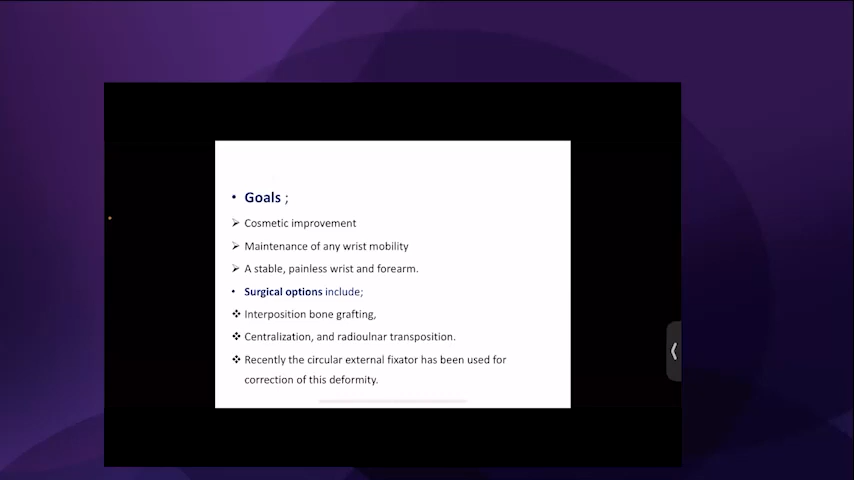 • Goals ;
➢ Cosmetic improvement
➢ Maintenance of any wrist mobility
➢ A stable, painless wrist and forearm.
• Surgical options include;
❖ Interposition bone grafting,
❖ Centralization, and radioulnar transposition.
❖ Recently the circular external fixator has been used for
correction of this deformity.